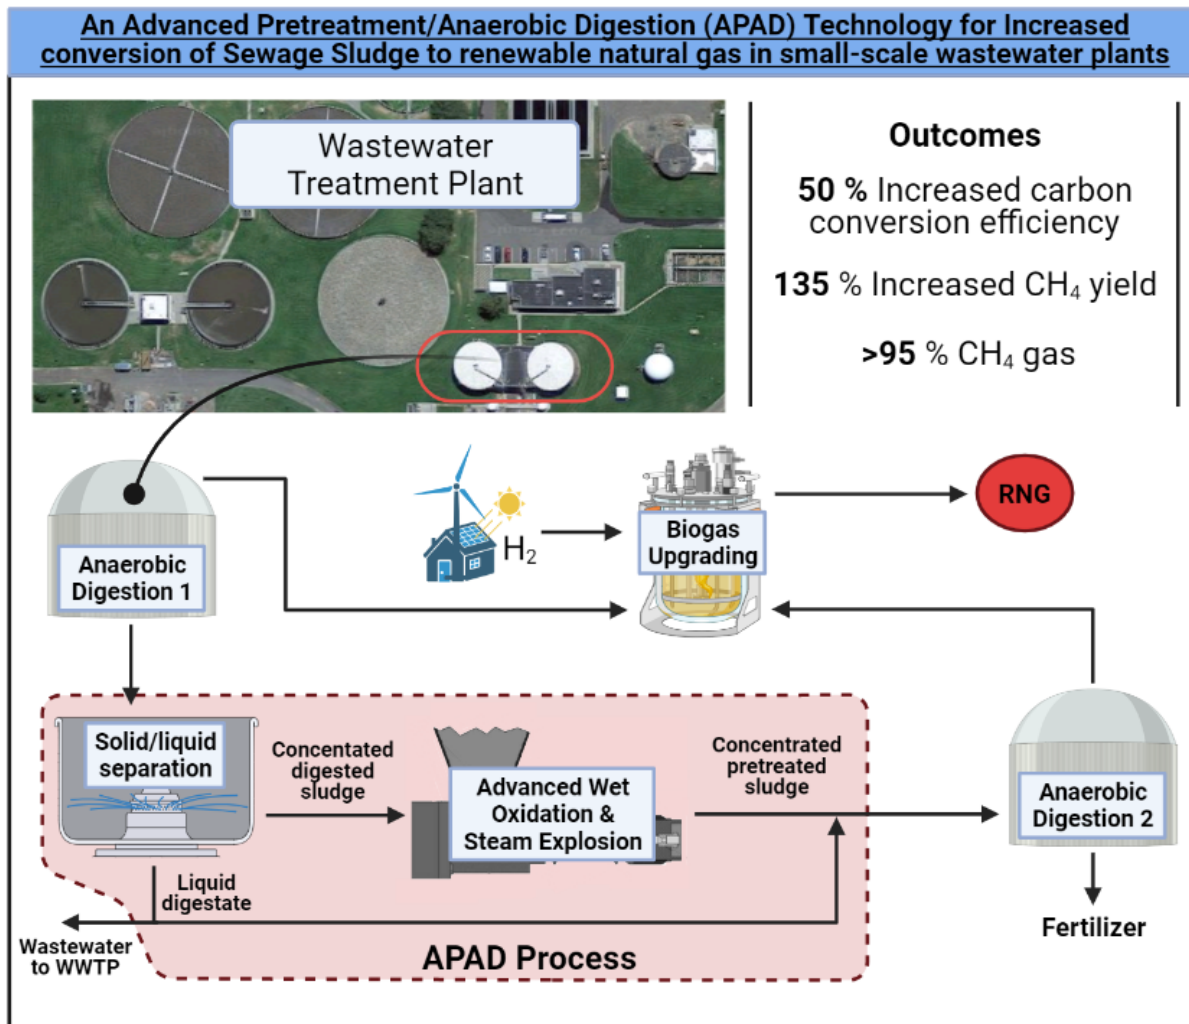 An Advanced Pretreatment/Anaerobic Digestion (APAD) Technology for Increased
conversion of Sewage Sludge to renewable natural gas in small-scale wastewater plants
Wastewater
Treatment Plant
Outcomes
50 % Increased carbon
conversion efficiency
135 % Increased CH₄ yield
>95 % CH₄ gas
Anaerobic
Digestion 1
H₂
Biogas
Upgrading
RNG
Solid/liquid
separation
Concentated
digested
sludge
Advanced Wet
Oxidation &
Steam Explosion
Concentrated
pretreated
sludge
Anaerobic
Digestion 2
Liquid
digestate
Wastewater
to WWTP
APAD Process
Fertilizer